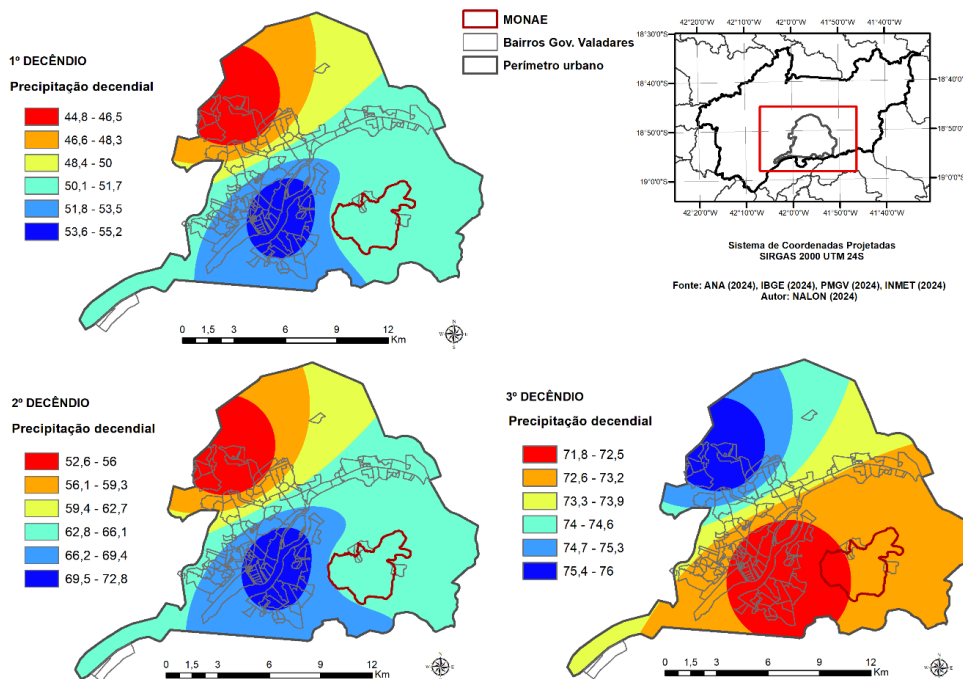 1º DECÊNDIO
Precipitação decendial
44,8 - 46,5
46,6 - 48,3
48,4 - 50
50,1 - 51,7
51,8 - 53,5
53,6 - 55,2
0 1,5 3 6 9 12
Km
N
S
W
E
MONAE
Bairros Gov. Valadares
Perímetro urbano
42°20'0"W 42°10'0"W 42°0'0"W 41°50'0"W 41°40'0"W
18°30'0"S
18°40'0"S
18°50'0"S
19°0'0"S
18°40'0"S
18°50'0"S
19°0'0"S
42°20'0"W 42°10'0"W 42°0'0"W 41°50'0"W 41°40'0"W
Sistema de Coordenadas Projetadas
SIRGAS 2000 UTM 24S
Fonte: ANA (2024), IBGE (2024), PMGV (2024), INMET (2024)
Autor: NALON (2024)
2º DECÊNDIO
Precipitação decendial
52,6 - 56
56,1 - 59,3
59,4 - 62,7
62,8 - 66,1
66,2 - 69,4
69,5 - 72,8
0 1,5 3 6 9 12
Km
3º DECÊNDIO
Precipitação decendial
71,8 - 72,5
72,6 - 73,2
73,3 - 73,9
74 - 74,6
74,7 - 75,3
75,4 - 76
0 1,5 3 6 9 12
Km